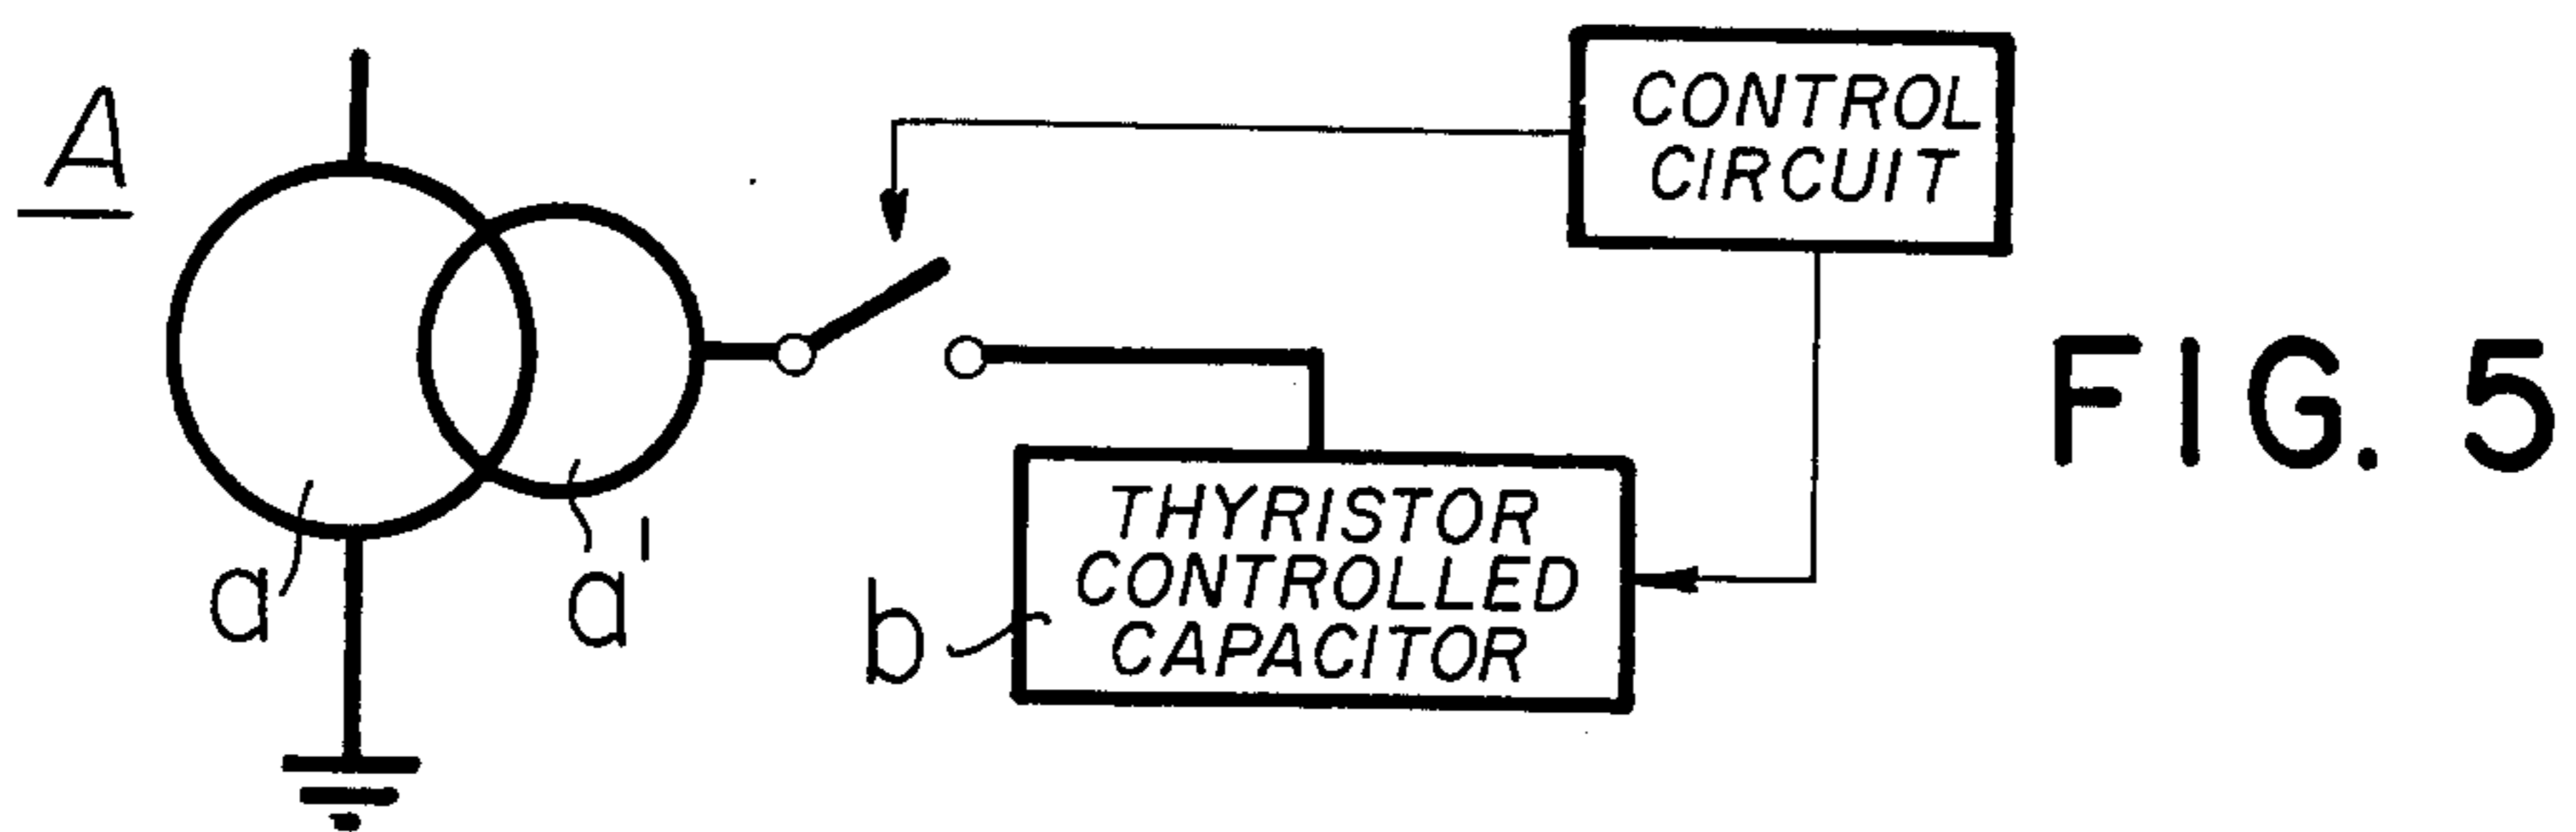 A
CONTROL
CIRCUIT
FIG. 5
a
a'
b
THYRISTOR
CONTROLLED
CAPACITOR